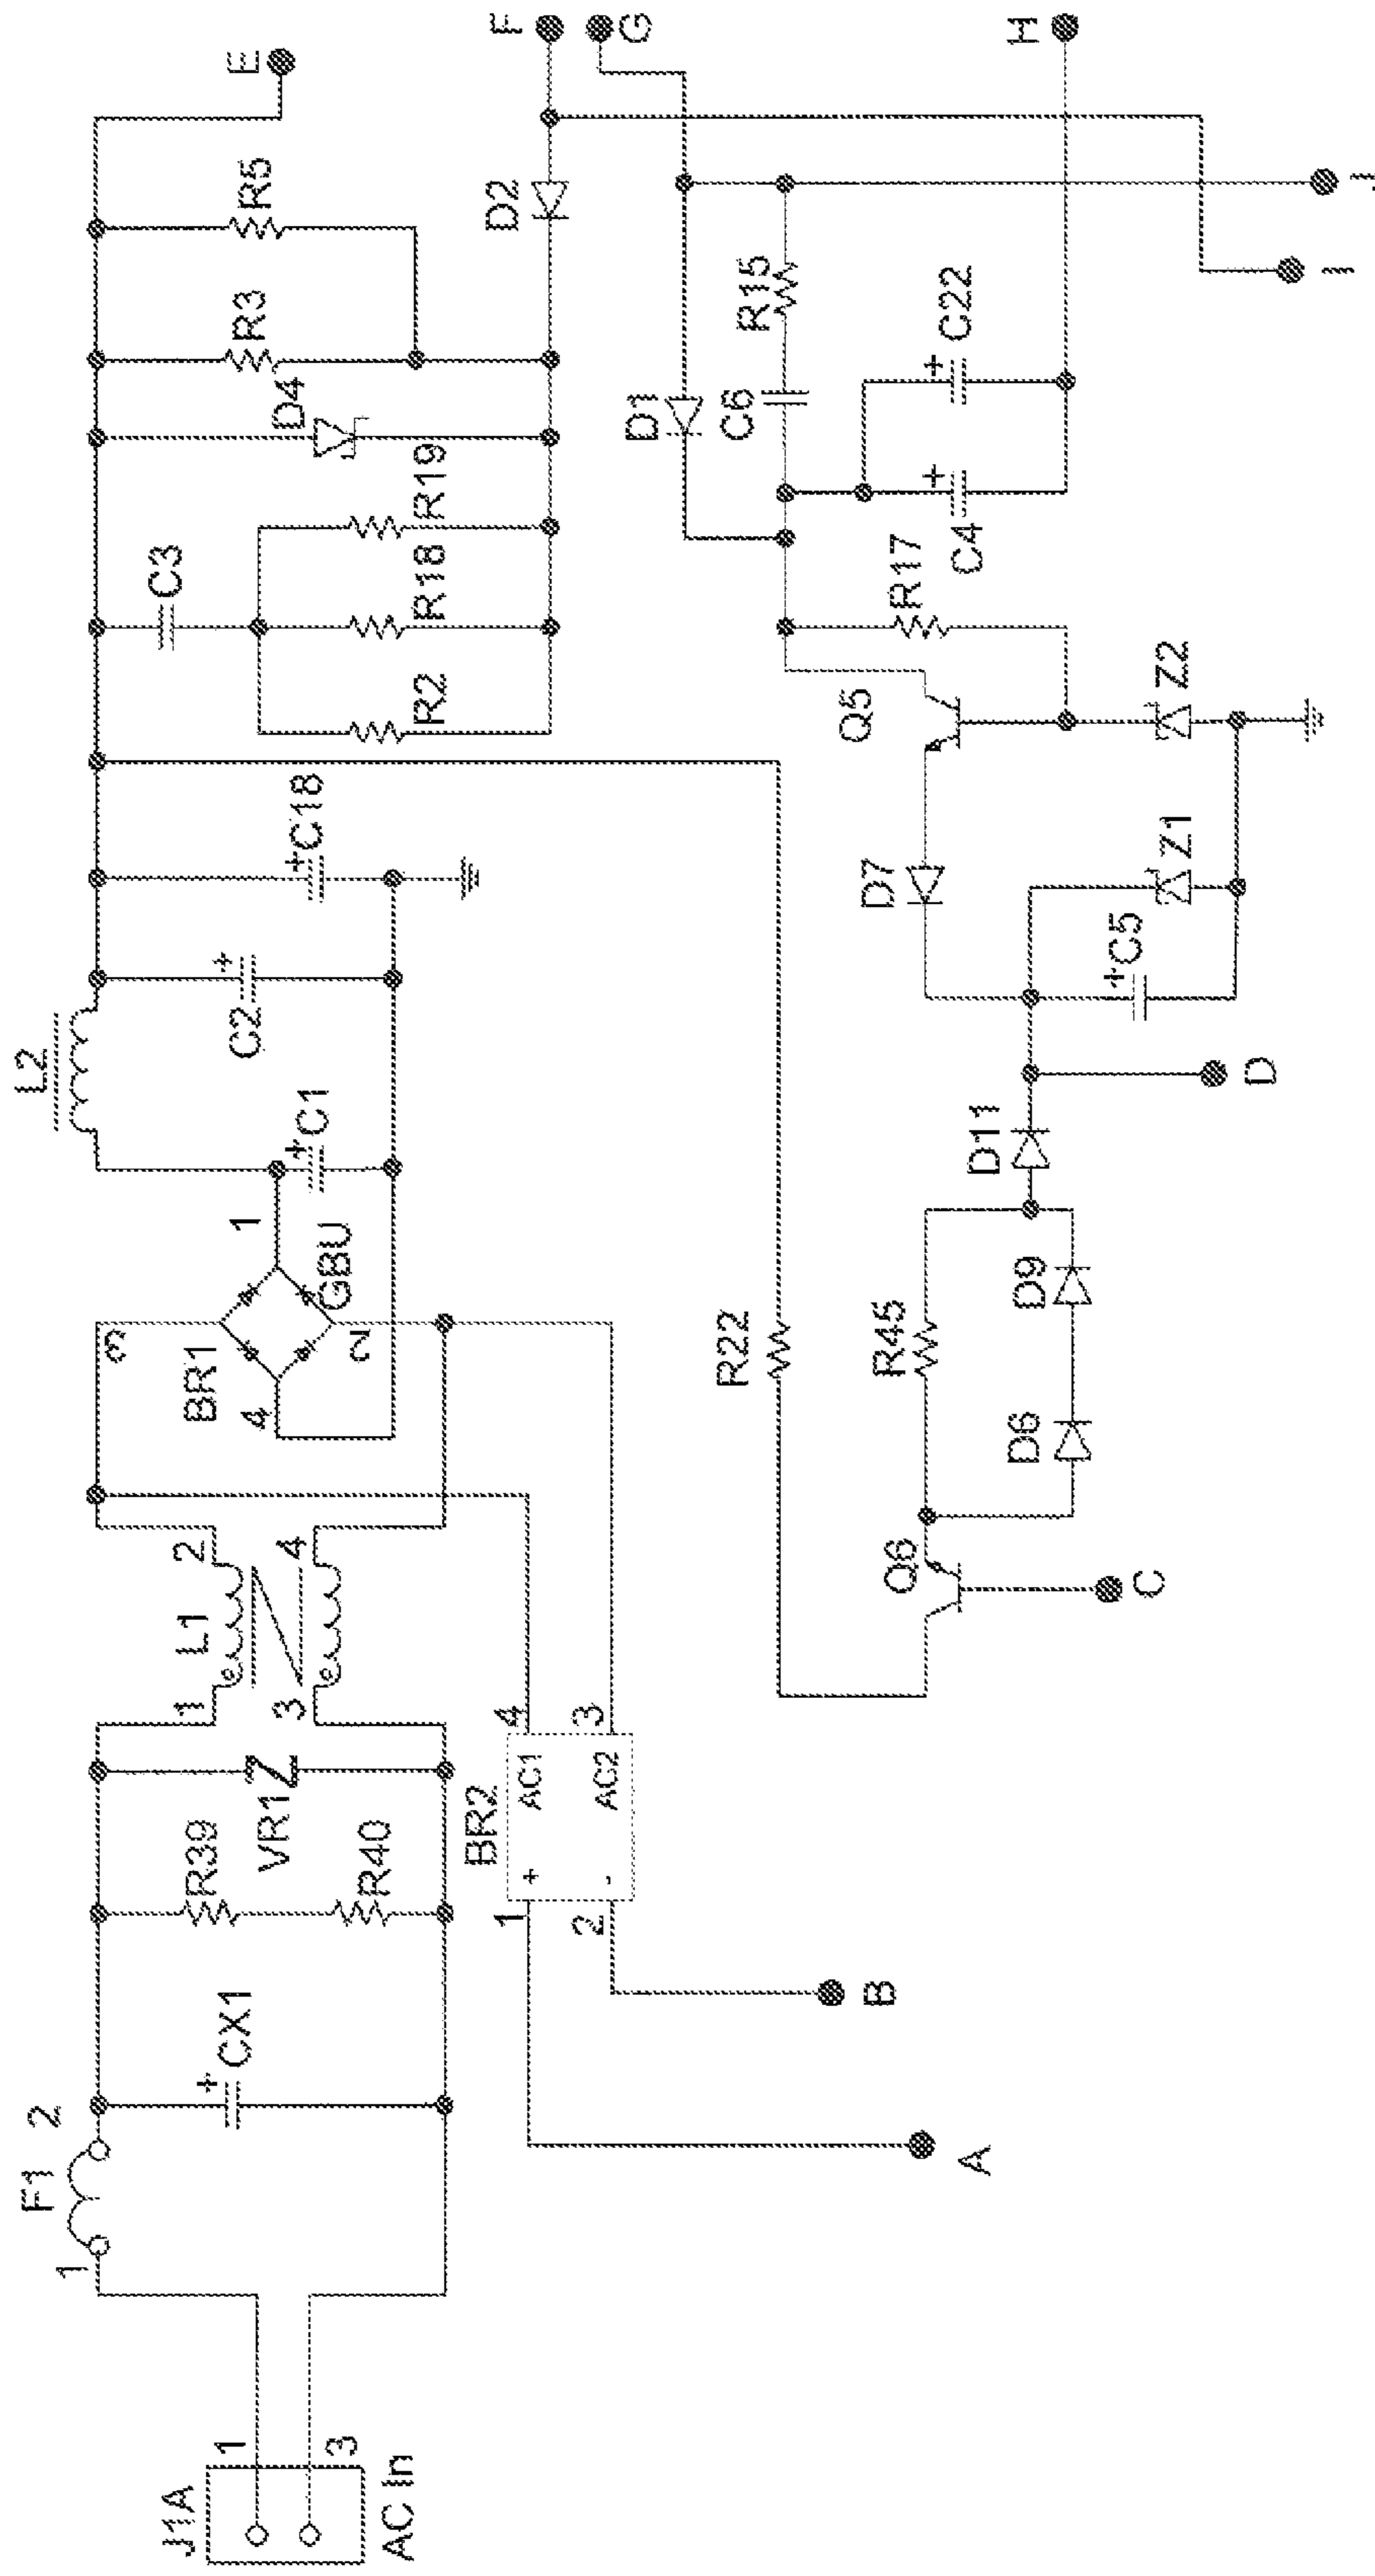 J1A
1
3
AC In
F1
1
2
CX1
+
R39
R40
VR1
L1
1
2
3
4
BR2
AC1
AC2
+
-
1
2
3
4
A
B
BR1
GBU
1
2
3
4
L2
C1
+
C2
+
C18
+
C3
R2
R18
R19
D4
R3
R5
D2
E
F
G
H
I
J
R22
Q6
C
R45
D6
D9
D11
D
C5
+
Z1
Z2
D7
Q5
R17
C4
+
C22
+
C6
R15
D1